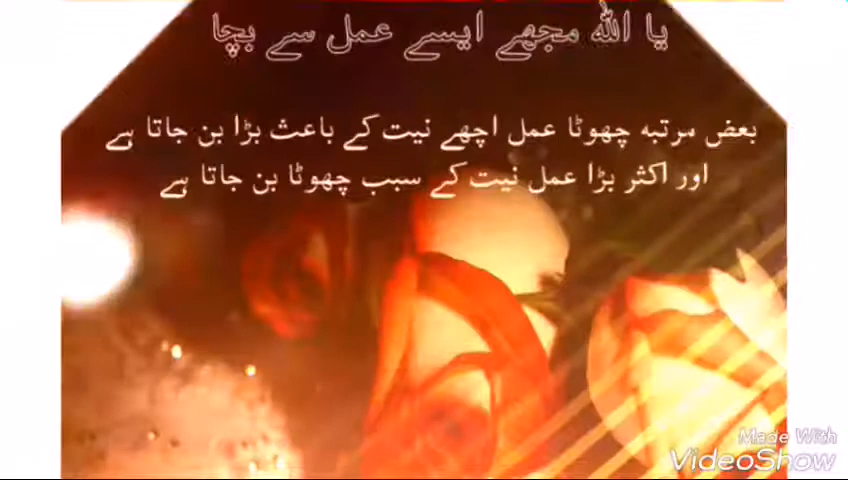 یا اللہ مجھے ایسے عمل سے بچا
بعض مرتبہ چھوٹا عمل اچھے نیت کے باعث بڑا بن جاتا ہے
اور اکثر بڑا عمل نیت کے سبب چھوٹا بن جاتا ہے
Made With
VideoShow